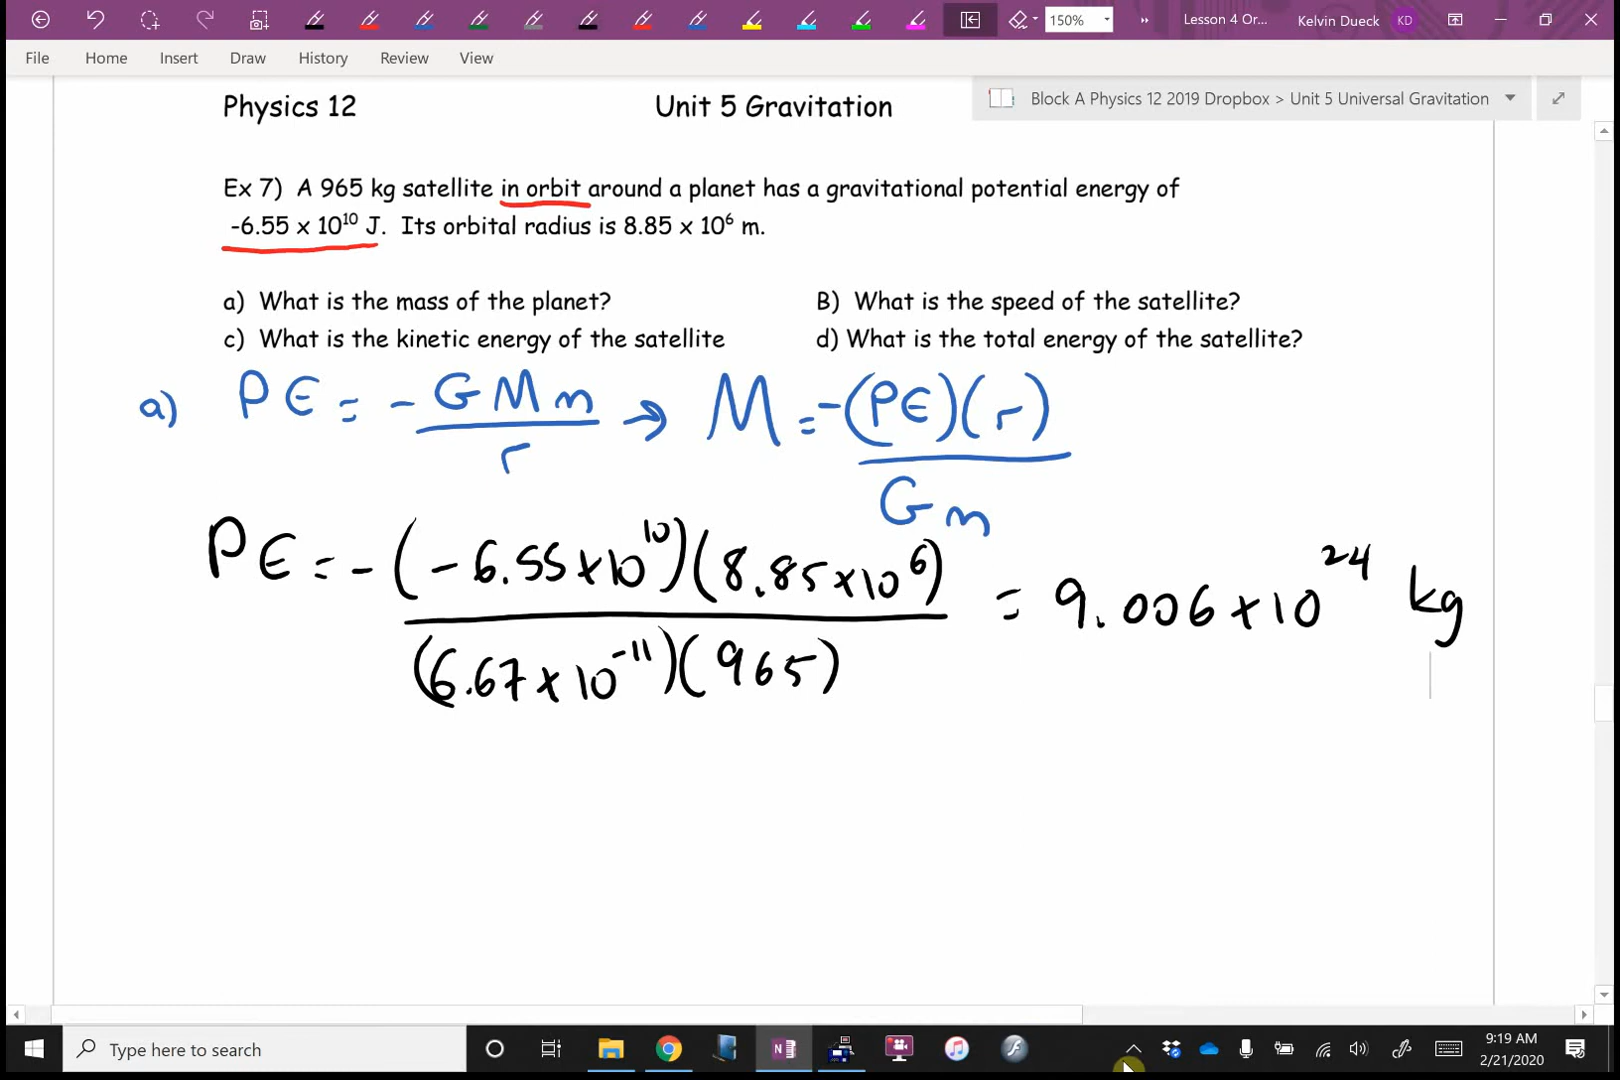 150%
Lesson 4 Or...
Kelvin Dueck
KD
File Home Insert Draw History Review View
Physics 12 Unit 5 Gravitation
Block A Physics 12 2019 Dropbox > Unit 5 Universal Gravitation
Ex 7) A 965 kg satellite in orbit around a planet has a gravitational potential energy of
-6.55 x 10¹⁰ J. Its orbital radius is 8.85 x 10⁶ m.
a) What is the mass of the planet? B) What is the speed of the satellite?
c) What is the kinetic energy of the satellite d) What is the total energy of the satellite?
a) PE = - GMm / r → M = -(PE)(r) / Gm
PE = - (-6.55x10¹⁰)(8.85x10⁶) / (6.67x10⁻¹¹)(965) = 9.006x10²⁴ kg
Type here to search
9:19 AM
2/21/2020